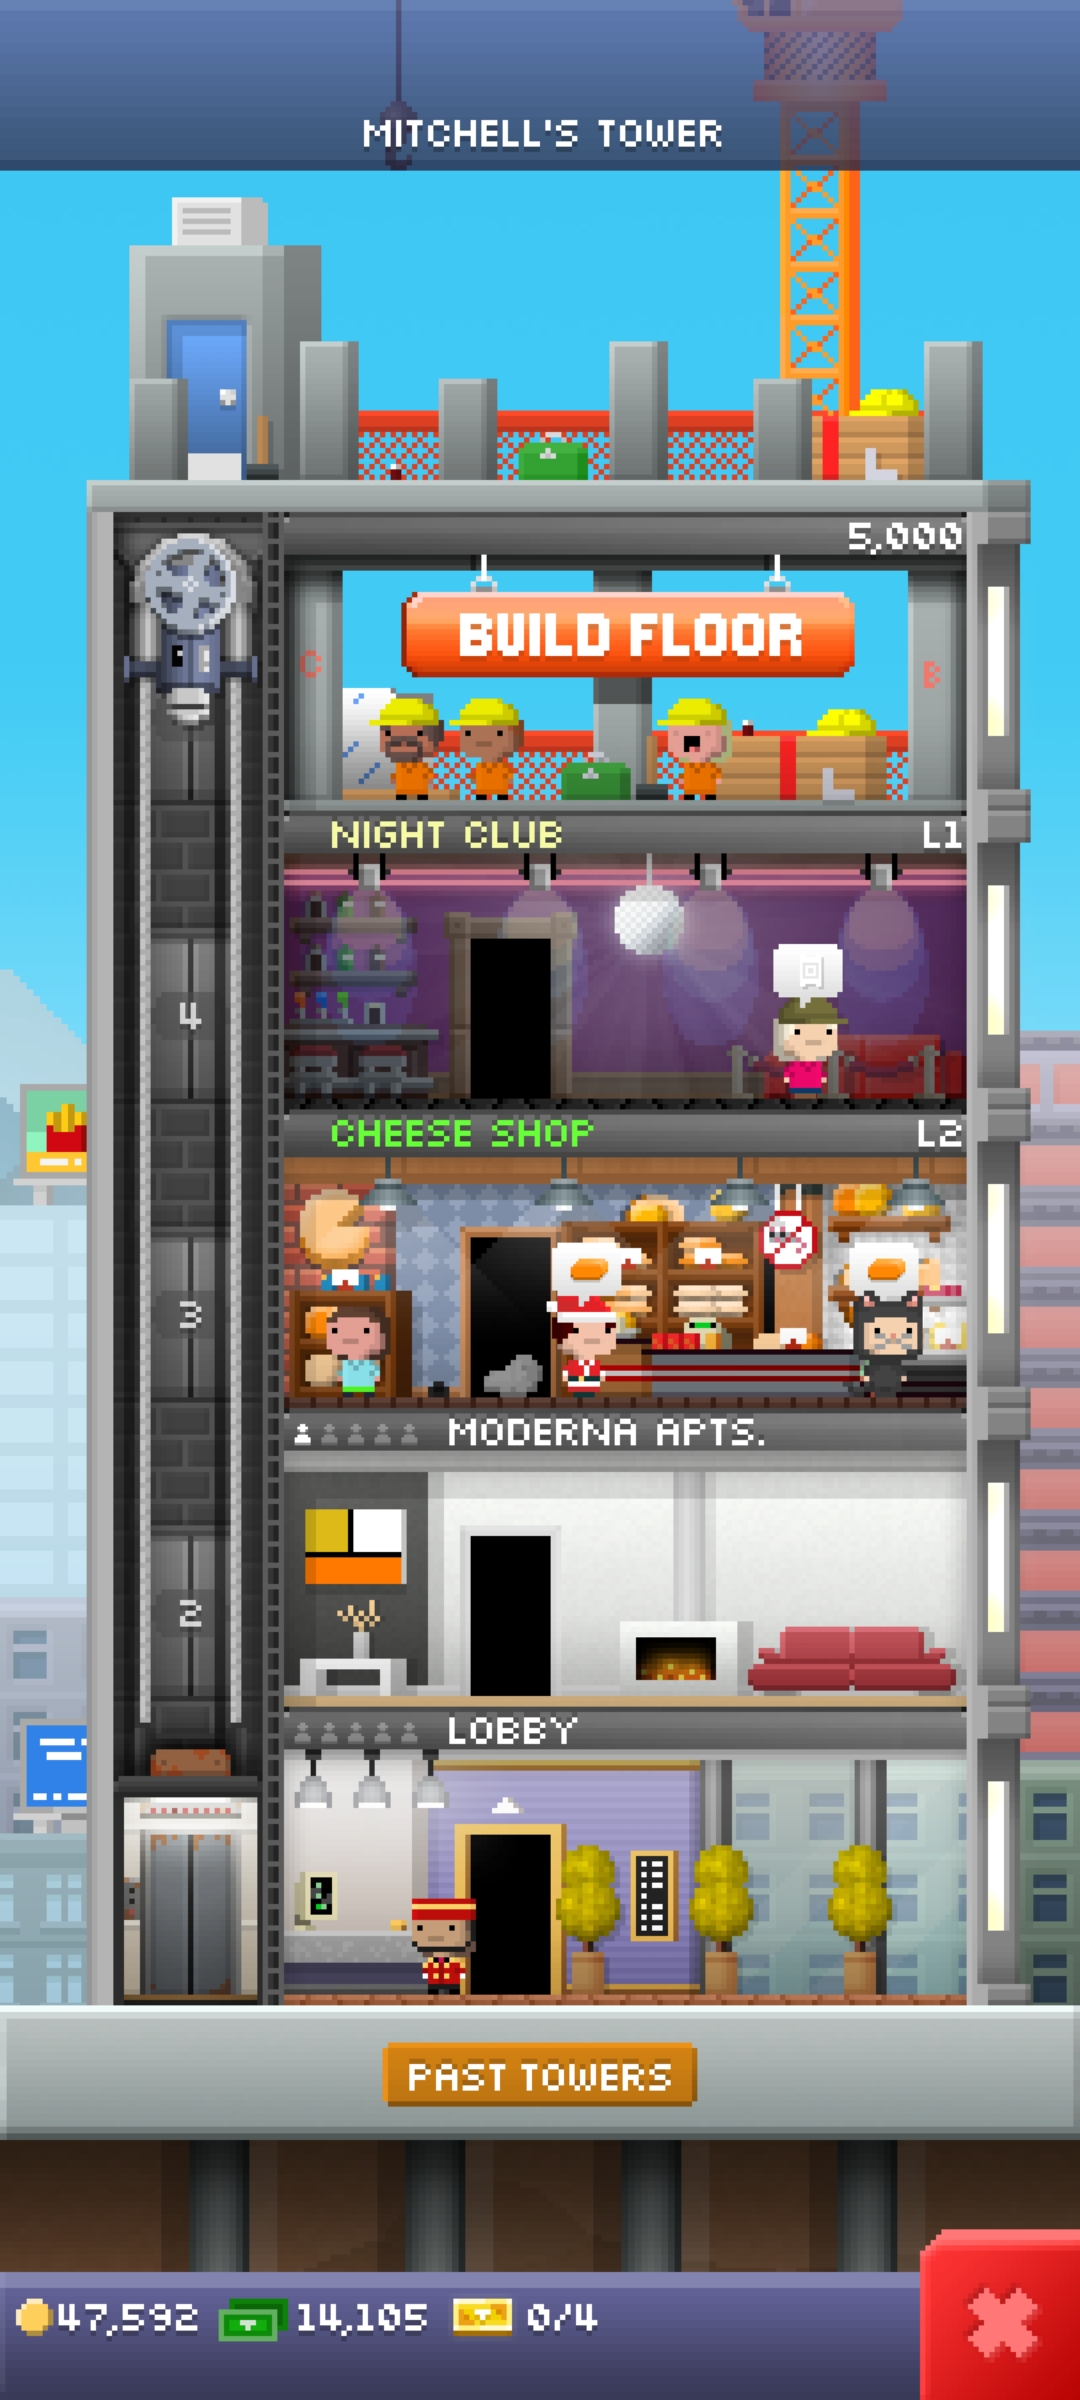 MITCHELL'S TOWER
5,000
BUILD FLOOR
C
B
NIGHT CLUB
L1
4
CHEESE SHOP
L2
3
MODERNA APTS.
2
LOBBY
PAST TOWERS
47,592
14,105
0/4